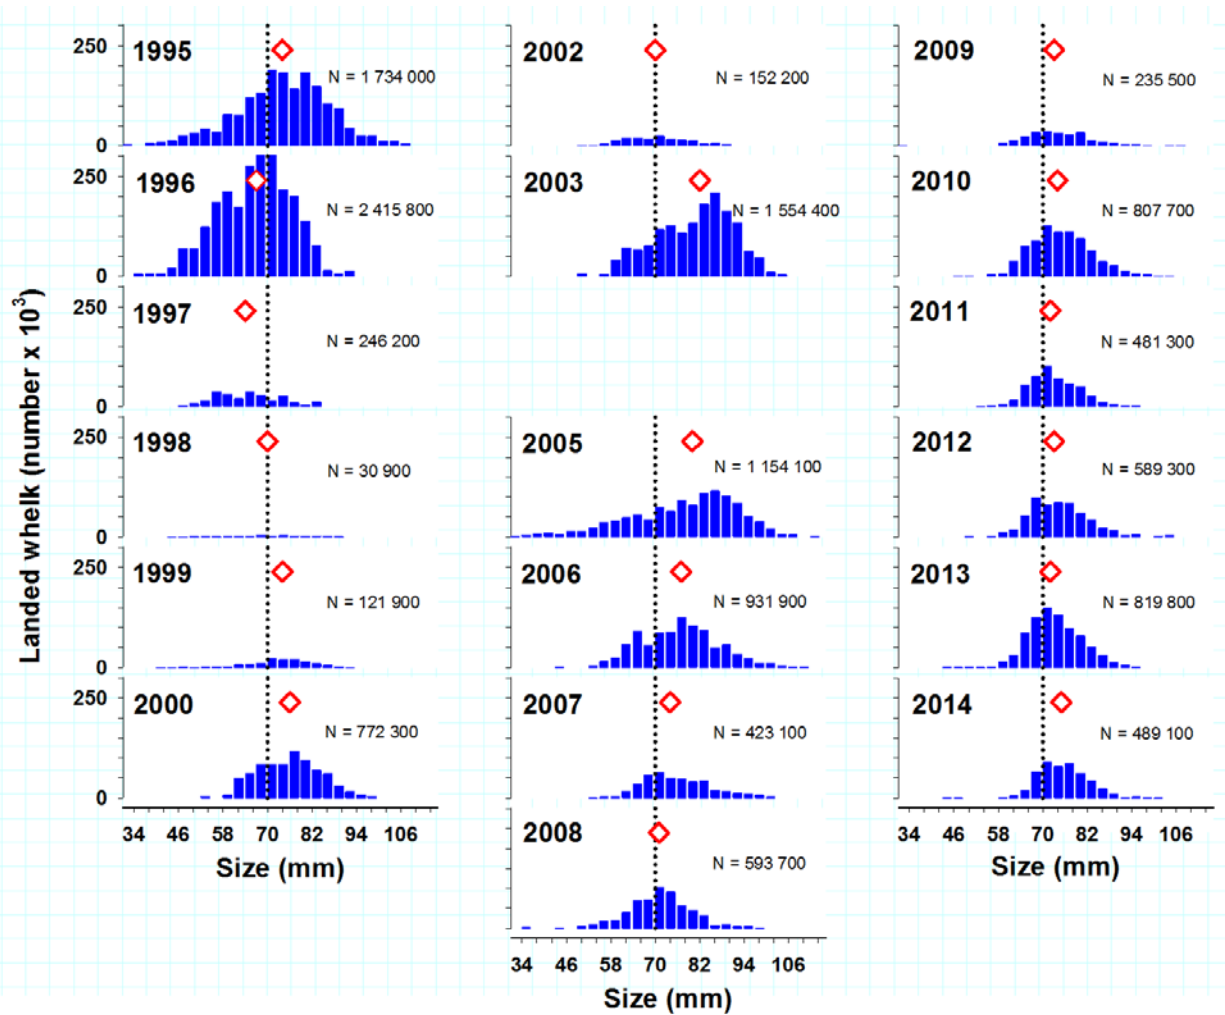 Landed whelk (number x 10³)
250
1995
N = 1 734 000
0
250
1996
N = 2 415 800
0
250
1997
N = 246 200
0
250
1998
N = 30 900
0
250
1999
N = 121 900
0
250
2000
N = 772 300
0
34 46 58 70 82 94 106
Size (mm)
2002
N = 152 200
2003
N = 1 554 400
2005
N = 1 154 100
2006
N = 931 900
2007
N = 423 100
2008
N = 593 700
34 46 58 70 82 94 106
Size (mm)
2009
N = 235 500
2010
N = 807 700
2011
N = 481 300
2012
N = 589 300
2013
N = 819 800
2014
N = 489 100
34 46 58 70 82 94 106
Size (mm)